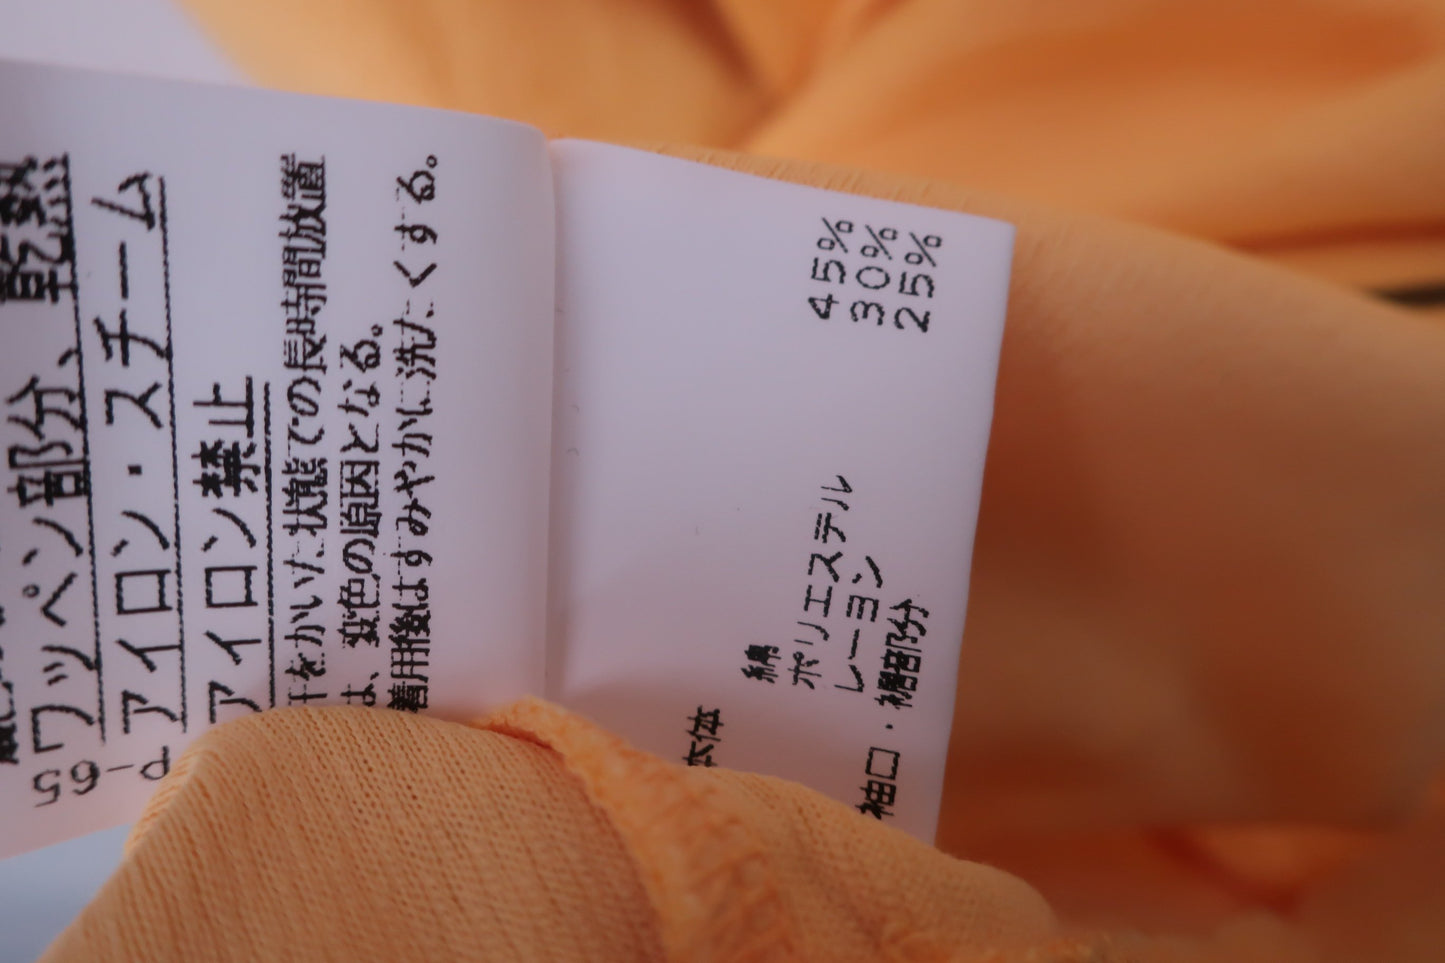 ワッペン部分、乾熱
アイロン・スチーム
アイロン禁止
汗をかいた状態での長時間放置
は、変色の原因となる。
着用後はすみやかに洗たくする。
P-65
本体
綿 45%
ポリエステル 30%
レーヨン 25%
袖口・裾部分